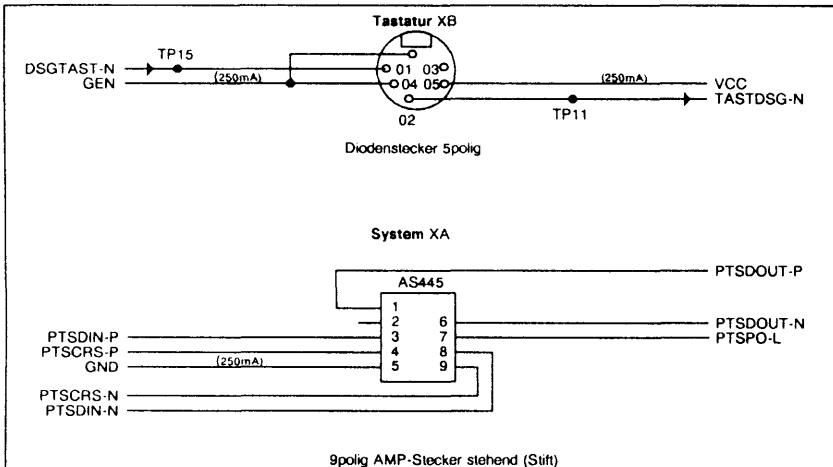 Tastatur XB
TP15
DSGTAST-N
01 03
(250mA)
(250mA)
GEN
04 05
VCC
TASTDSG-N
02
TP11
Diodenstecker 5polig
System XA
PTSDOUT-P
AS445
1
2 6
PTSDOUT-N
PTSDIN-P
3 7
PTSPO-L
PTSCRS-P
4 8
GND
(250mA)
5 9
PTSCRS-N
PTSDIN-N
9polig AMP-Stecker stehend (Stift)